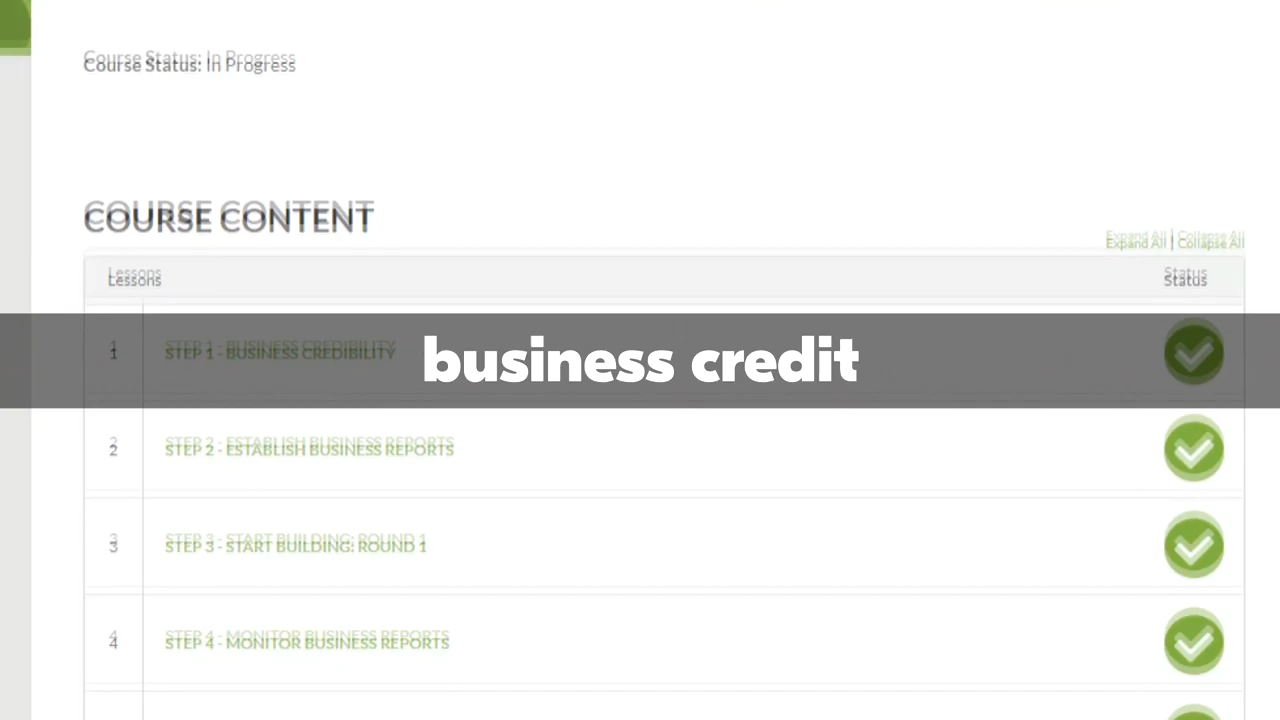 Course Status: In Progress
COURSE CONTENT
Expand All | Collapse All
Lessons Status
1 STEP 1 - BUSINESS CREDIBILITY
business credit
2 STEP 2 - ESTABLISH BUSINESS REPORTS
3 STEP 3 - START BUILDING: ROUND 1
4 STEP 4 - MONITOR BUSINESS REPORTS